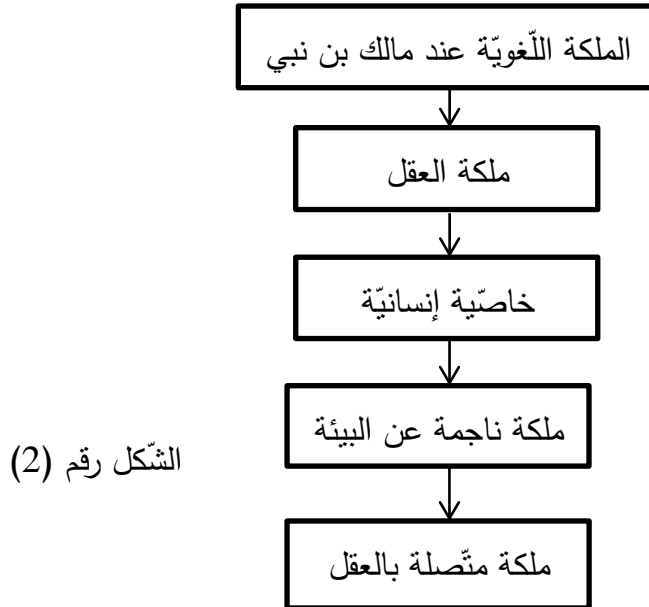 الملكة اللّغويّة عند مالك بن نبي
ملكة العقل
خاصّية إنسانيّة
ملكة ناجمة عن البيئة
الشّكل رقم (2)
ملكة متّصلة بالعقل